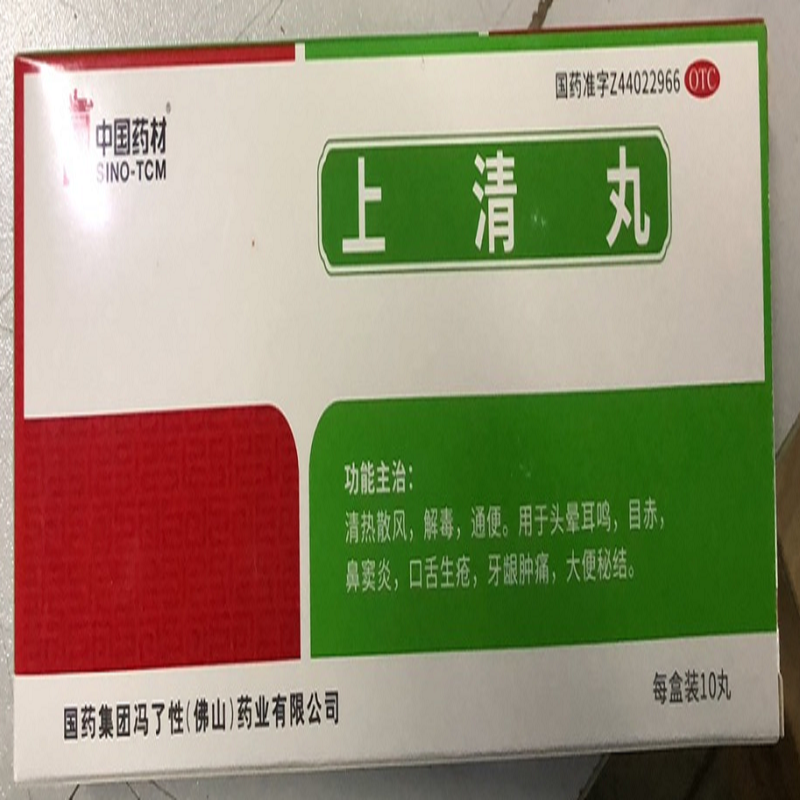 国药准字Z44022966 OTC
中国药材®
SINO-TCM
上清丸
功能主治：
清热散风，解毒，通便。用于头晕耳鸣，目赤，
鼻窦炎，口舌生疮，牙龈肿痛，大便秘结。
每盒装10丸
国药集团冯了性(佛山)药业有限公司